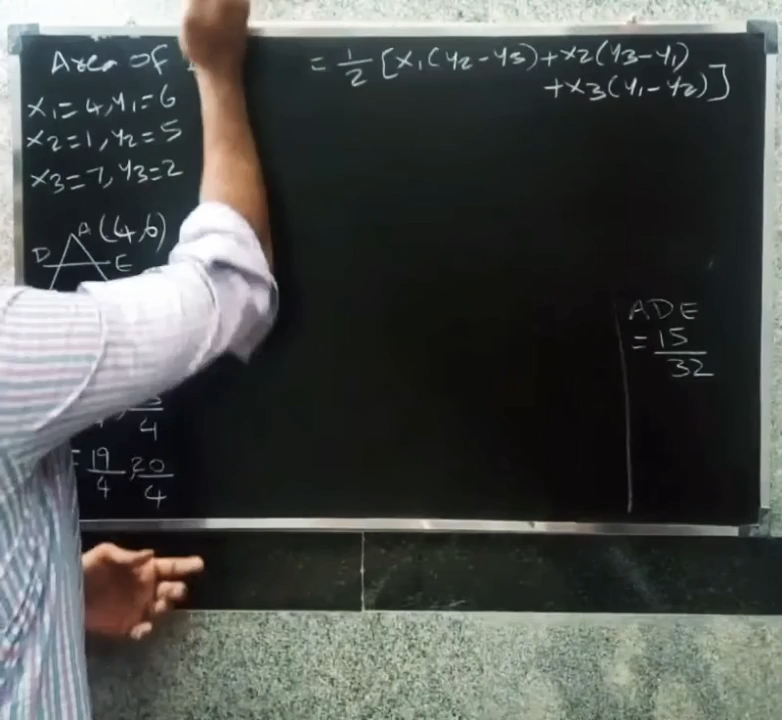 Area of
= 1/2 [x1(y2-y3)+x2(y3-y1)
+x3(y1-y2)]
x1=4, y1=6
x2=1, y2=5
x3=7, y3=2
A(4,6)
D E
4
= 19/4, 20/4
ADE
= 15/32